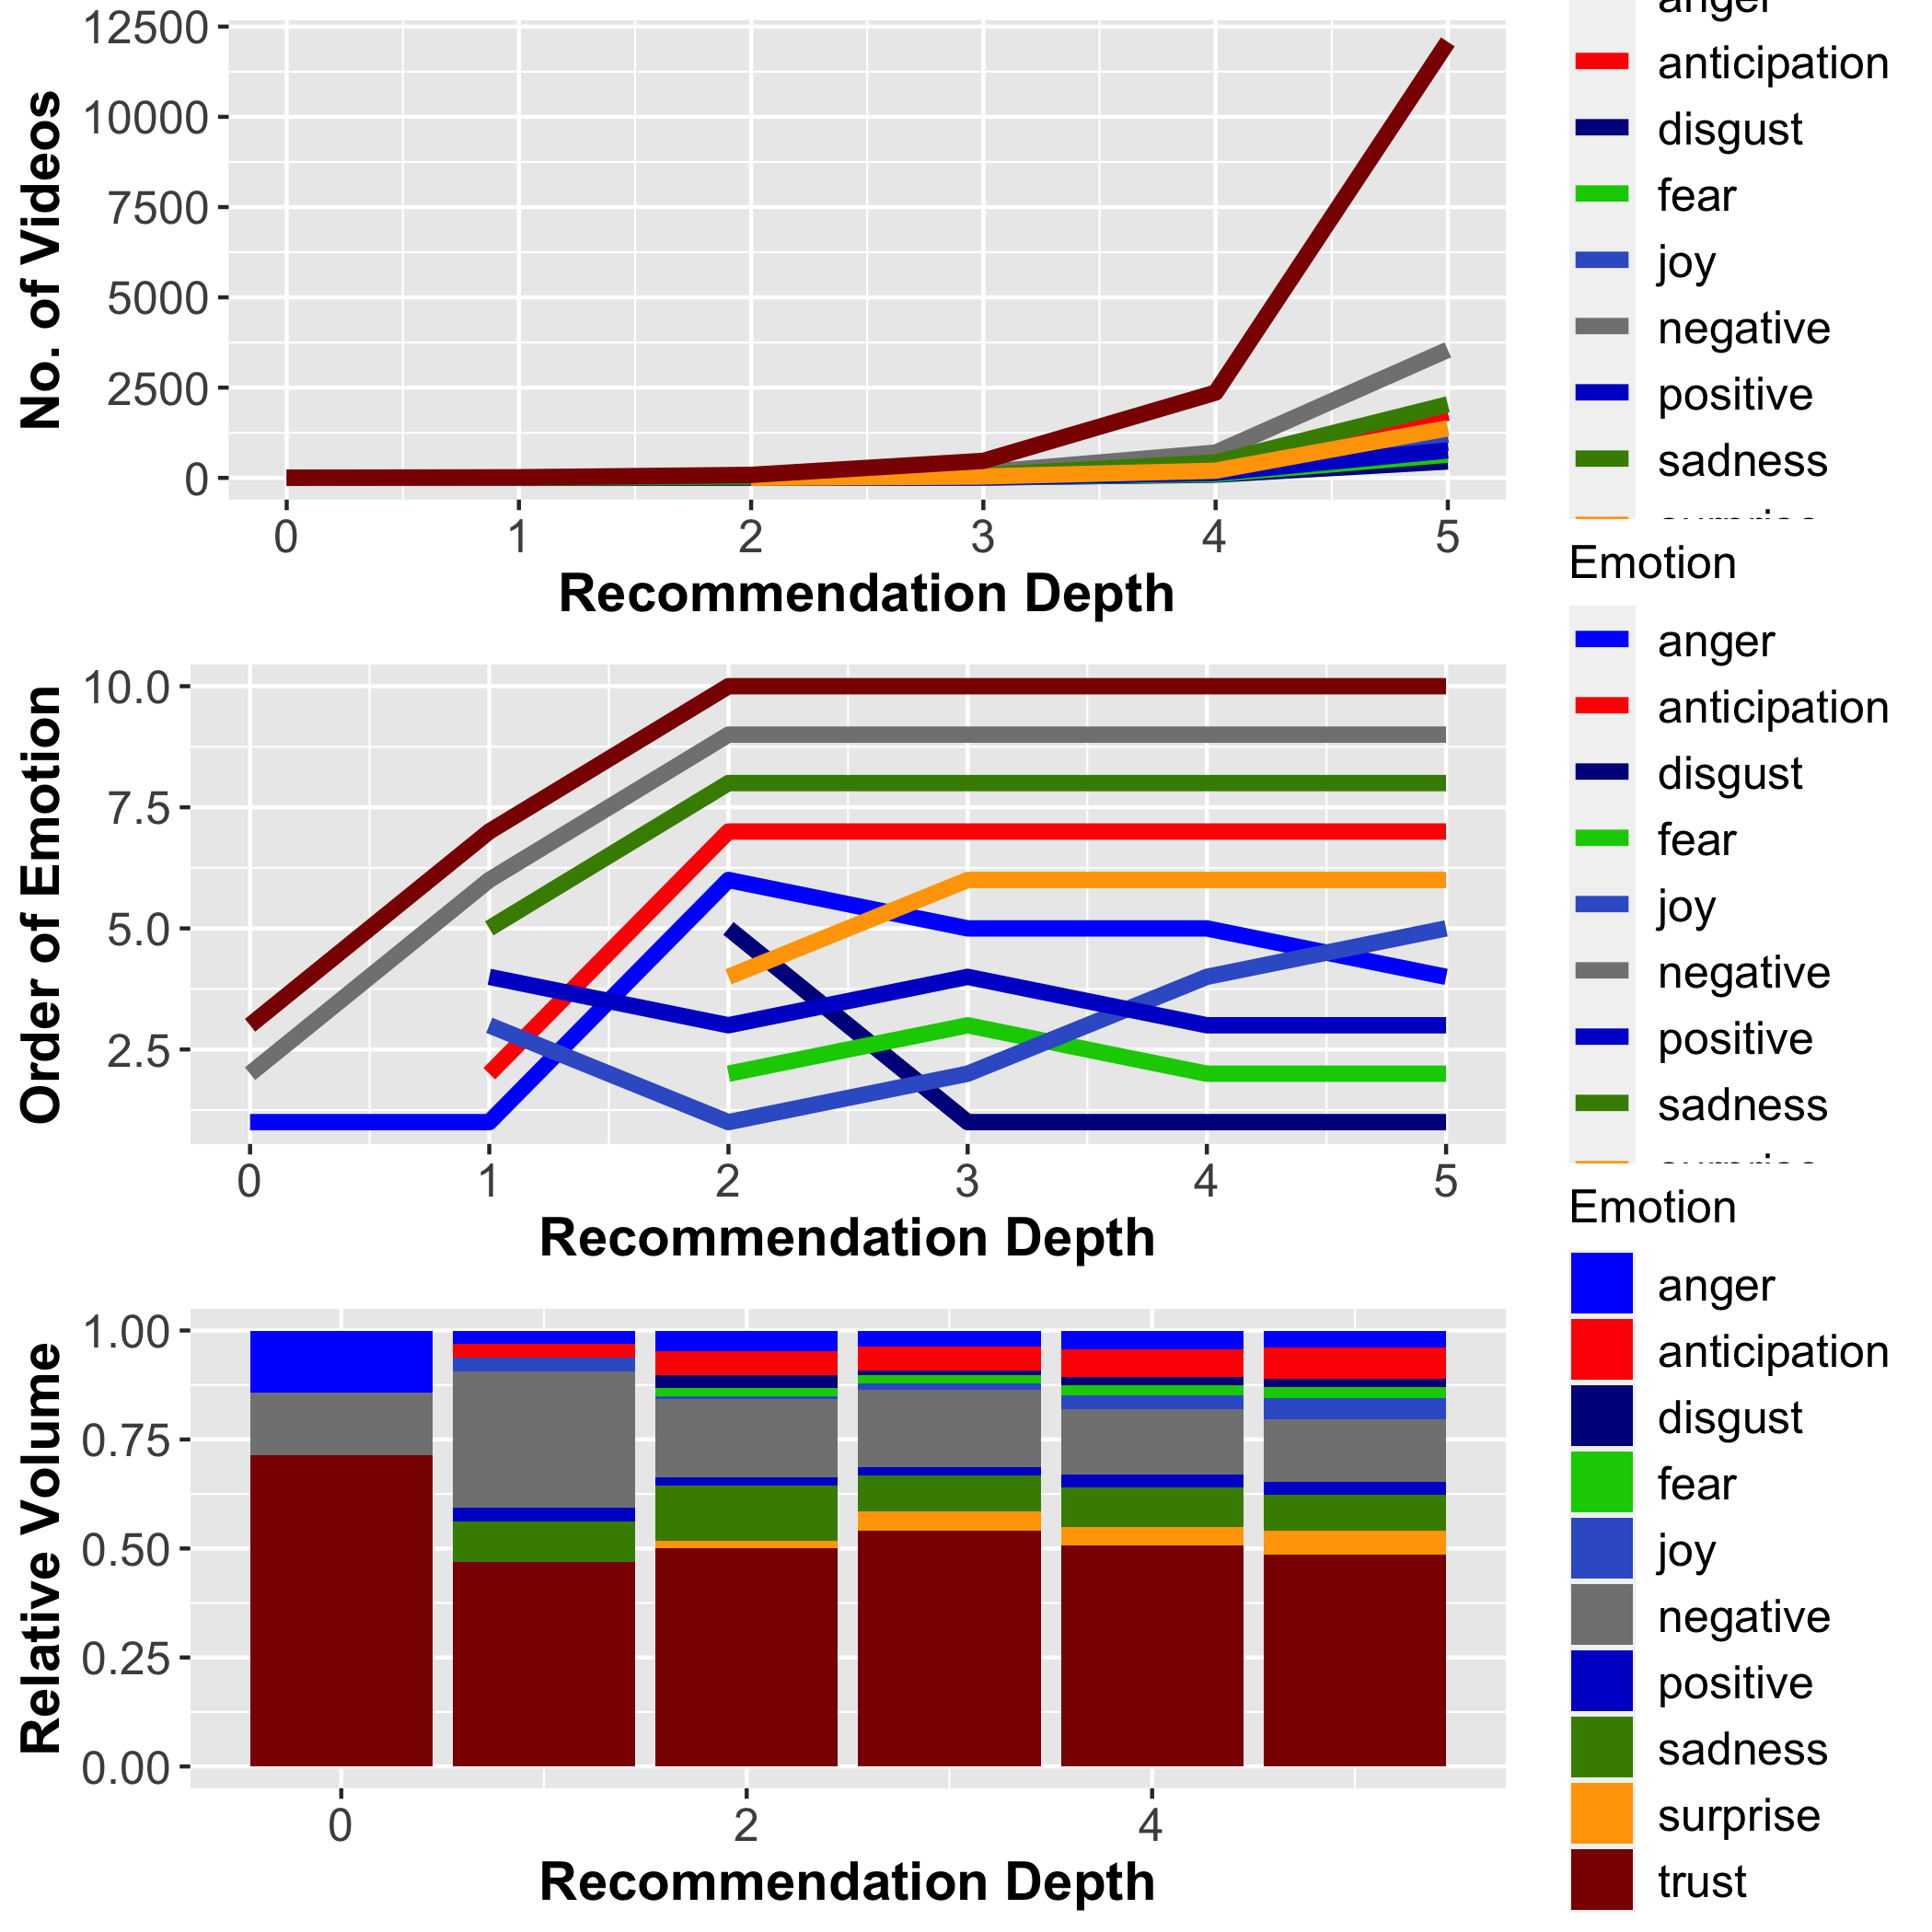 12500
10000
7500
5000
2500
0
No. of Videos
0 1 2 3 4 5
Recommendation Depth
anger
anticipation
disgust
fear
joy
negative
positive
sadness
surprise
10.0
7.5
5.0
2.5
Order of Emotion
0 1 2 3 4 5
Recommendation Depth
Emotion
anger
anticipation
disgust
fear
joy
negative
positive
sadness
surprise
1.00
0.75
0.50
0.25
0.00
Relative Volume
0 2 4
Recommendation Depth
Emotion
anger
anticipation
disgust
fear
joy
negative
positive
sadness
surprise
trust